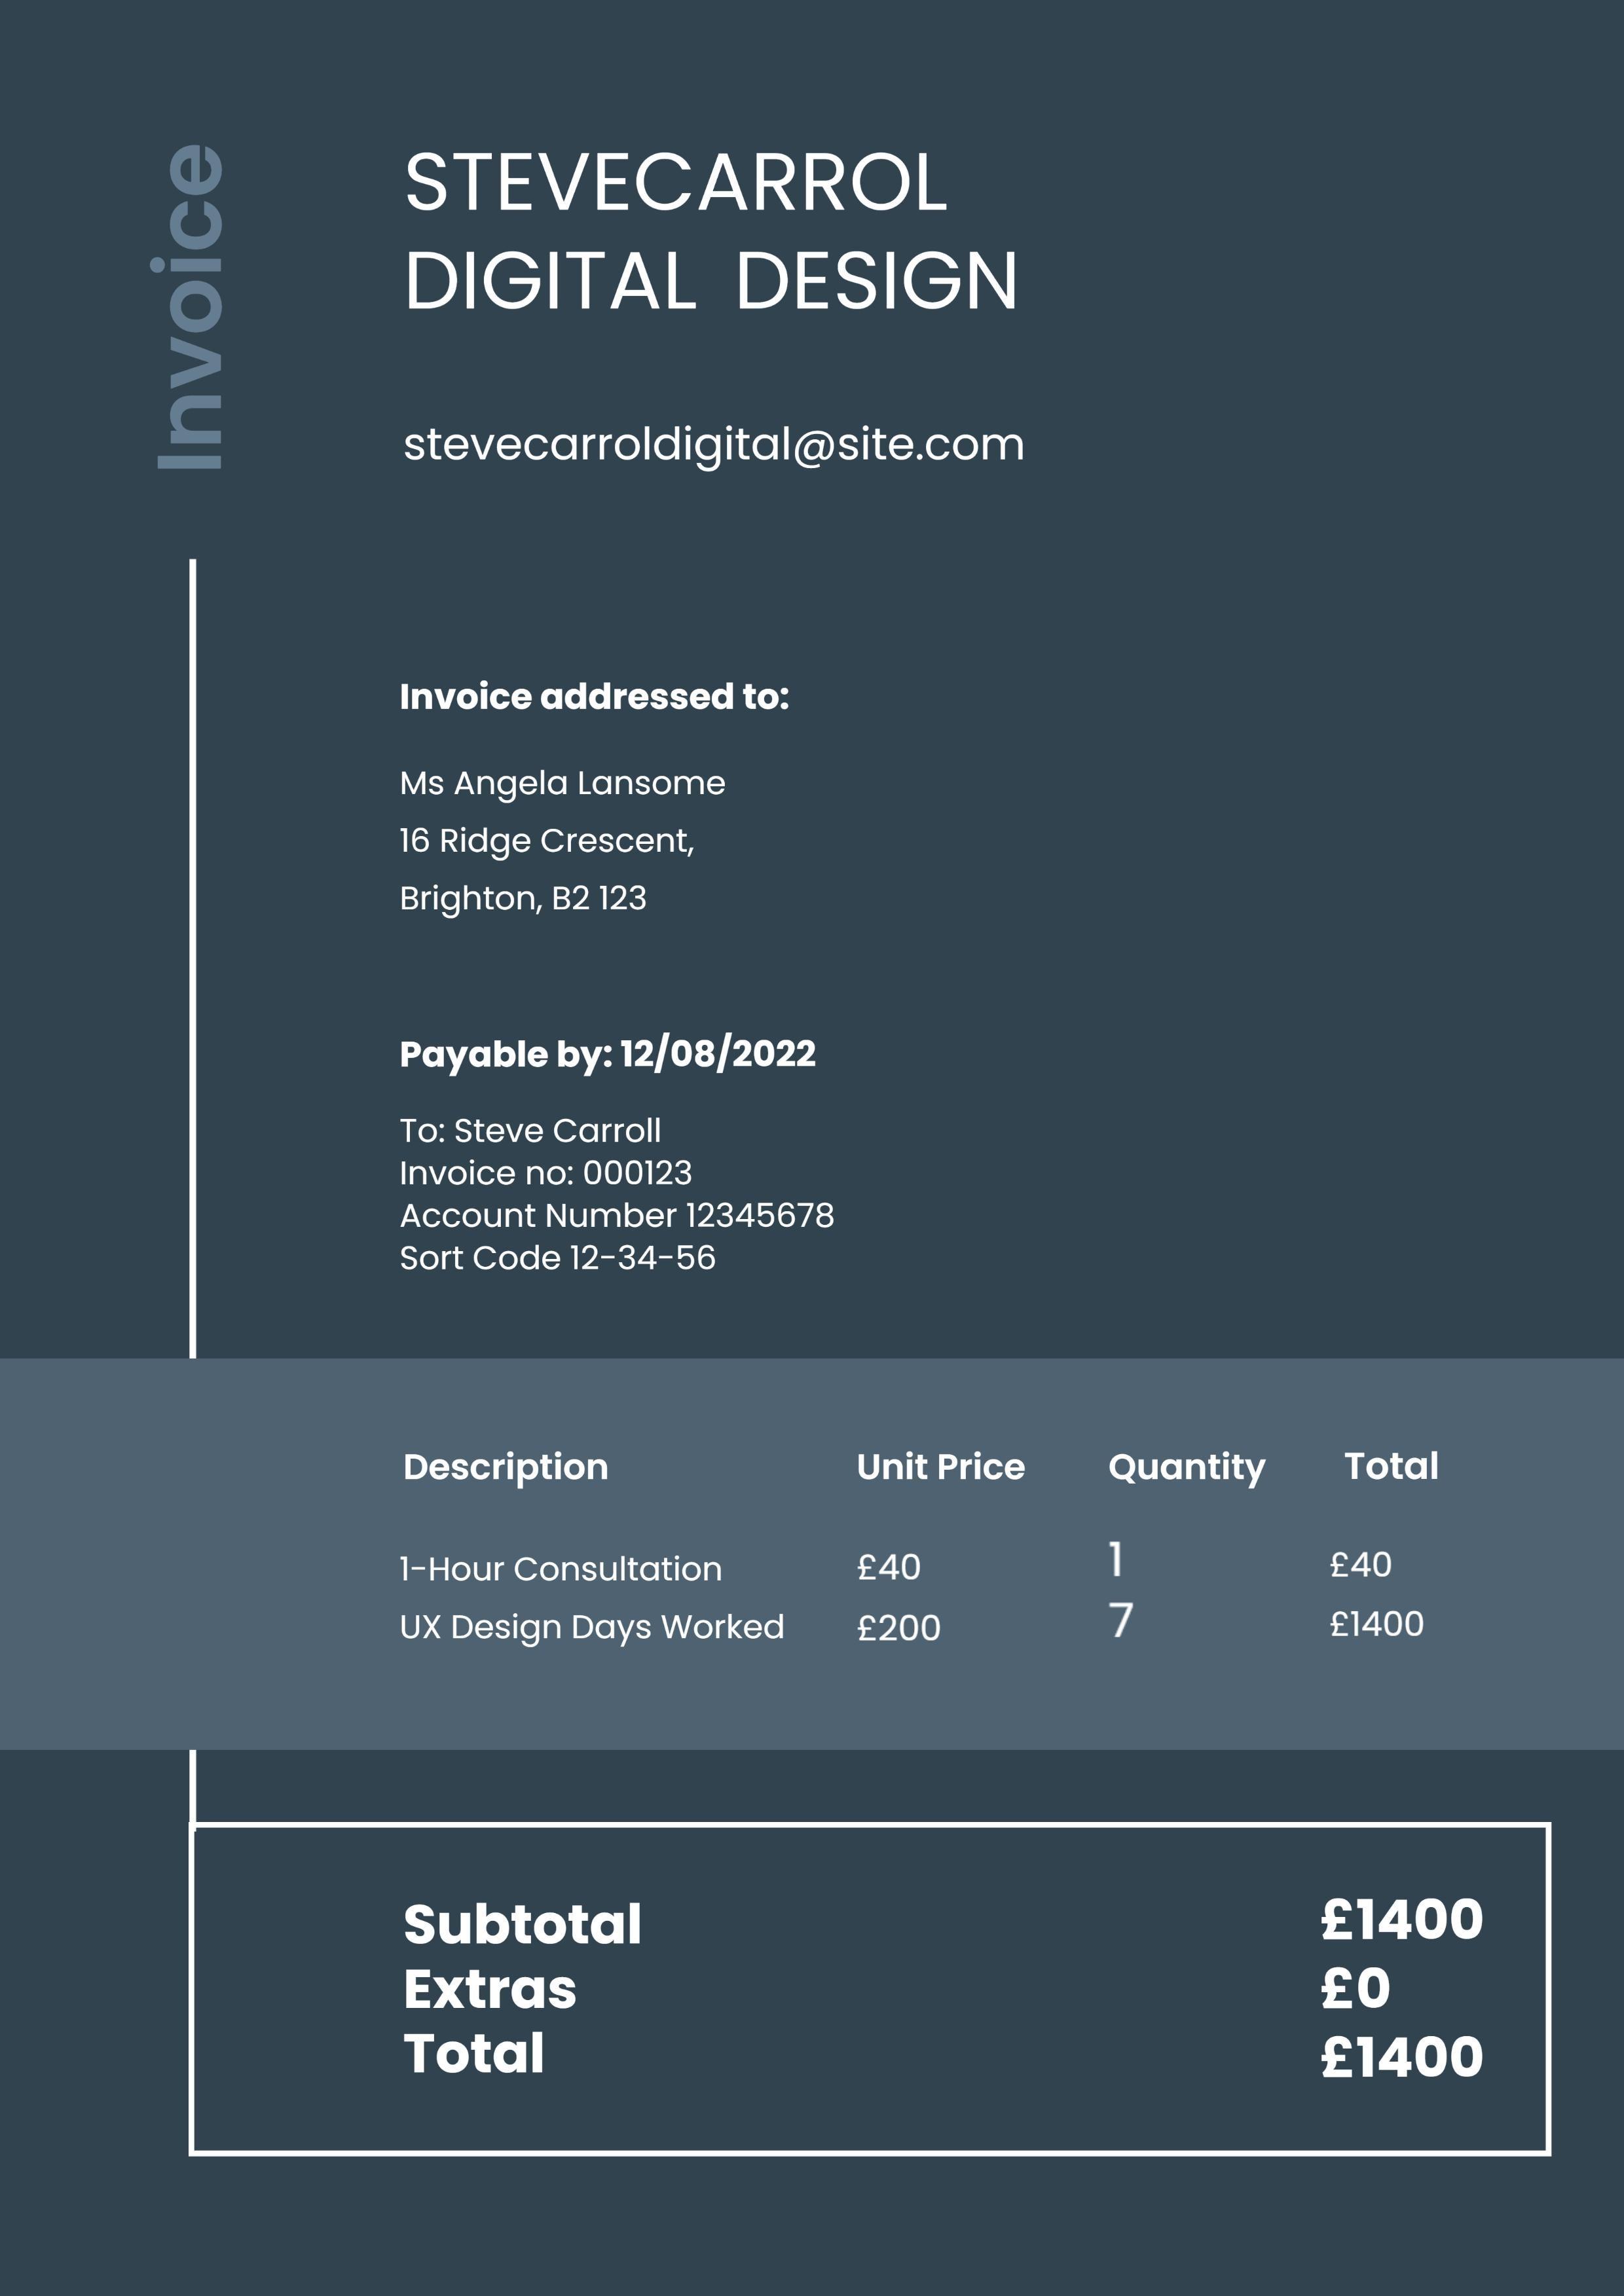 Invoice
STEVECARROL
DIGITAL DESIGN
stevecarroldigital@site.com
Invoice addressed to:
Ms Angela Lansome
16 Ridge Crescent,
Brighton, B2 123
Payable by: 12/08/2022
To: Steve Carroll
Invoice no: 000123
Account Number 12345678
Sort Code 12-34-56
Description Unit Price Quantity Total
1-Hour Consultation £40 1 £40
UX Design Days Worked £200 7 £1400
Subtotal £1400
Extras £0
Total £1400